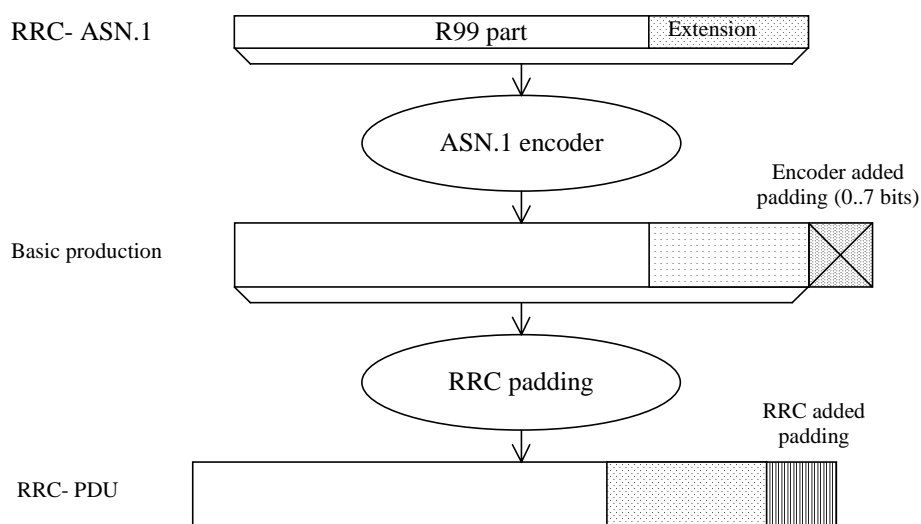 RRC- ASN.1
R99 part
Extension
ASN.1 encoder
Encoder added
padding (0..7 bits)
Basic production
RRC padding
RRC added
padding
RRC- PDU